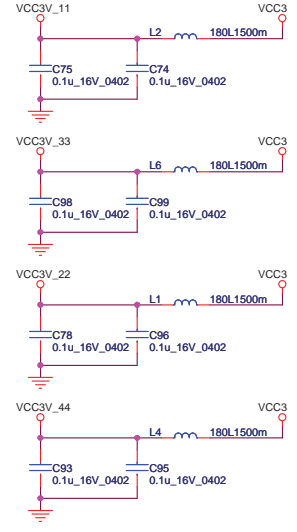 VCC3V_11 VCC3
L2 180L1500m
C75 C74
0.1u_16V_0402 0.1u_16V_0402
VCC3V_33 VCC3
L6 180L1500m
C98 C99
0.1u_16V_0402 0.1u_16V_0402
VCC3V_22 VCC3
L1 180L1500m
C78 C96
0.1u_16V_0402 0.1u_16V_0402
VCC3V_44 VCC3
L4 180L1500m
C93 C95
0.1u_16V_0402 0.1u_16V_0402